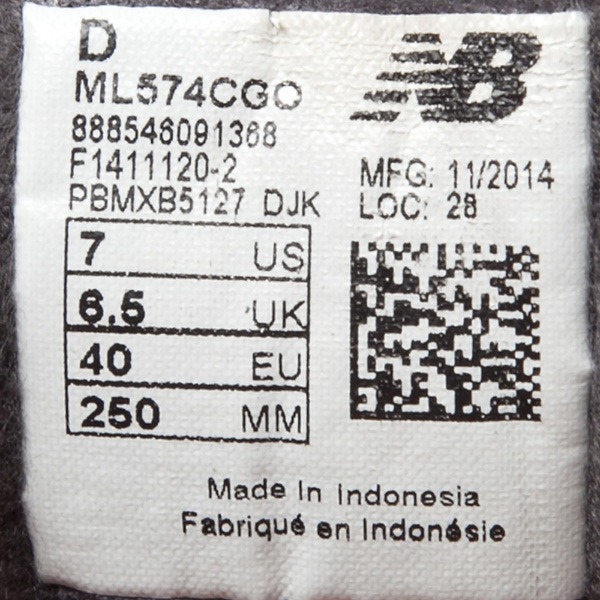 D
ML574CGO
888546091368
F1411120-2
PBMXB5127 DJK
NB
MFG: 11/2014
LOC: 28
7 US
6.5 UK
40 EU
250 MM
Made In Indonesia
Fabriqué en Indonésie